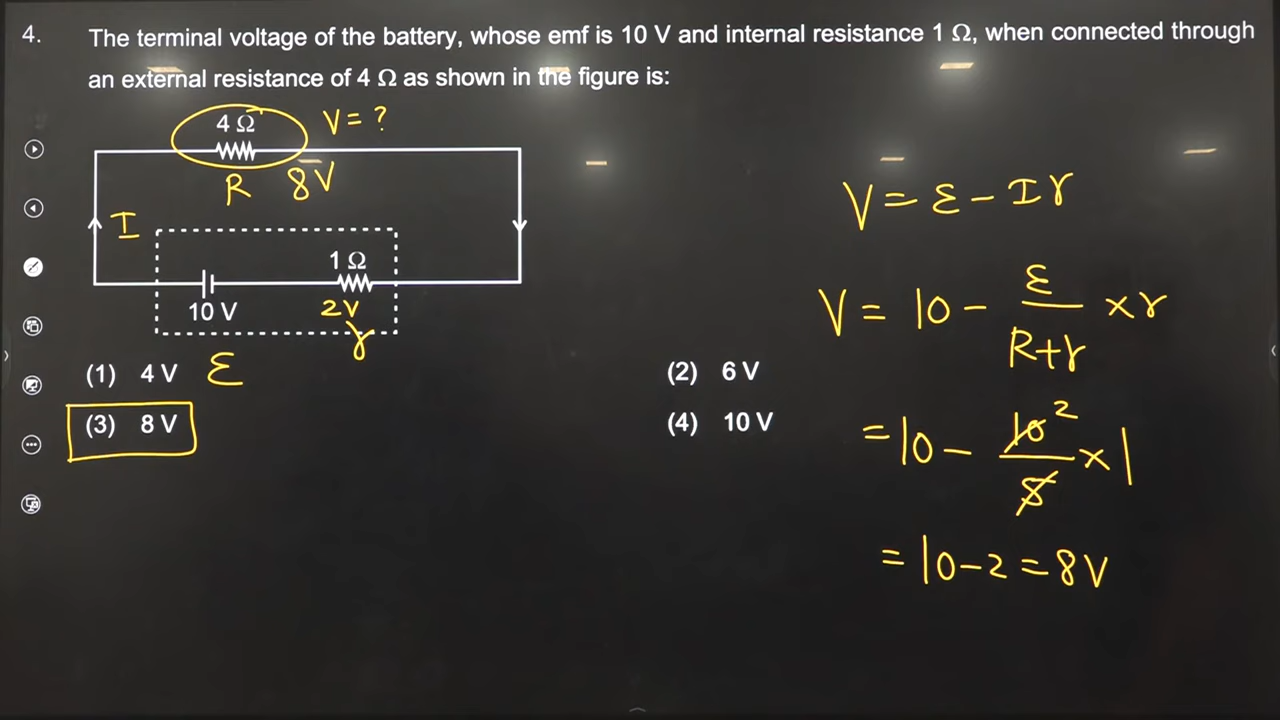 4. The terminal voltage of the battery, whose emf is 10 V and internal resistance 1 Ω, when connected through
an external resistance of 4 Ω as shown in the figure is:
4 Ω V = ?
R 8V
I
1 Ω
10 V 2V
r
ε
(1) 4 V
(2) 6 V
(3) 8 V
(4) 10 V
V = ε - Ir
V = 10 - ε/(R+r) × r
= 10 - 10/5 2 × 1
= 10 - 2 = 8V